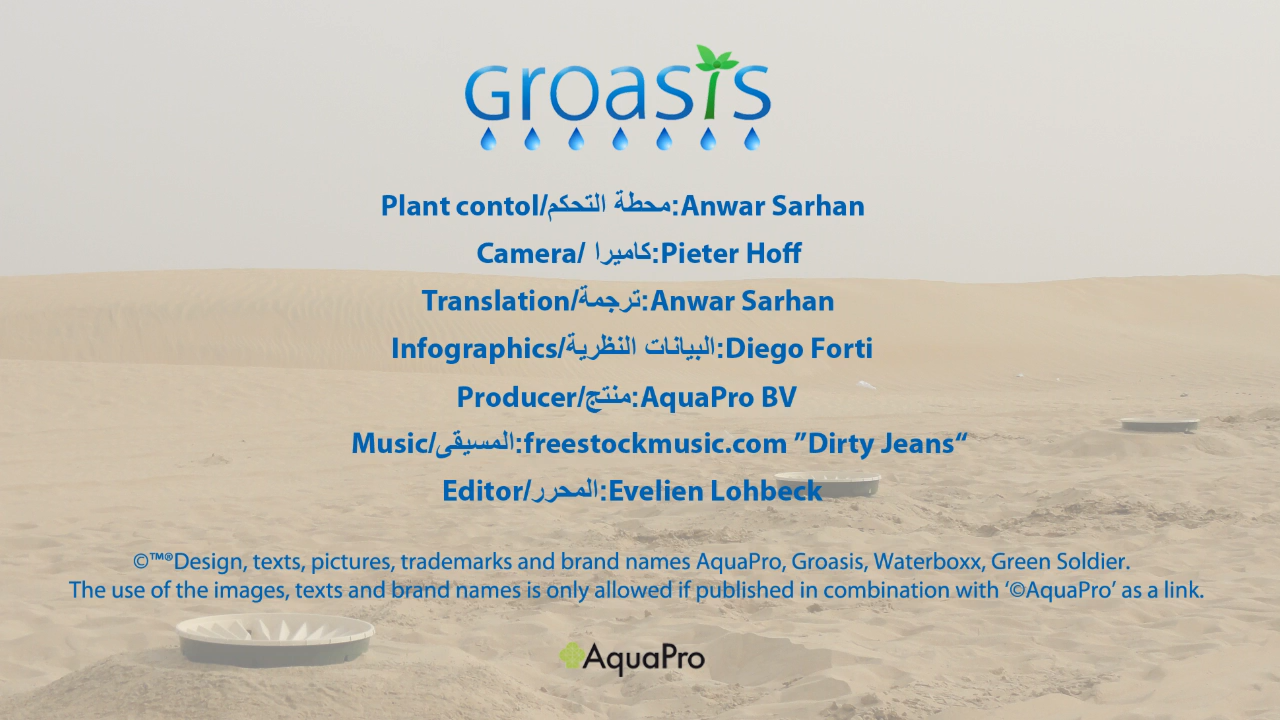 GROASIS
Plant contol/محطة التحكم:Anwar Sarhan
Camera/ كاميرا:Pieter Hoff
Translation/ترجمة:Anwar Sarhan
Infographics/البيانات النظرية:Diego Forti
Producer/منتج:AquaPro BV
Music/المسيقى:freestockmusic.com ”Dirty Jeans“
Editor/المحرر:Evelien Lohbeck
©™®Design, texts, pictures, trademarks and brand names AquaPro, Groasis, Waterboxx, Green Soldier.
The use of the images, texts and brand names is only allowed if published in combination with ‘©AquaPro’ as a link.
AquaPro